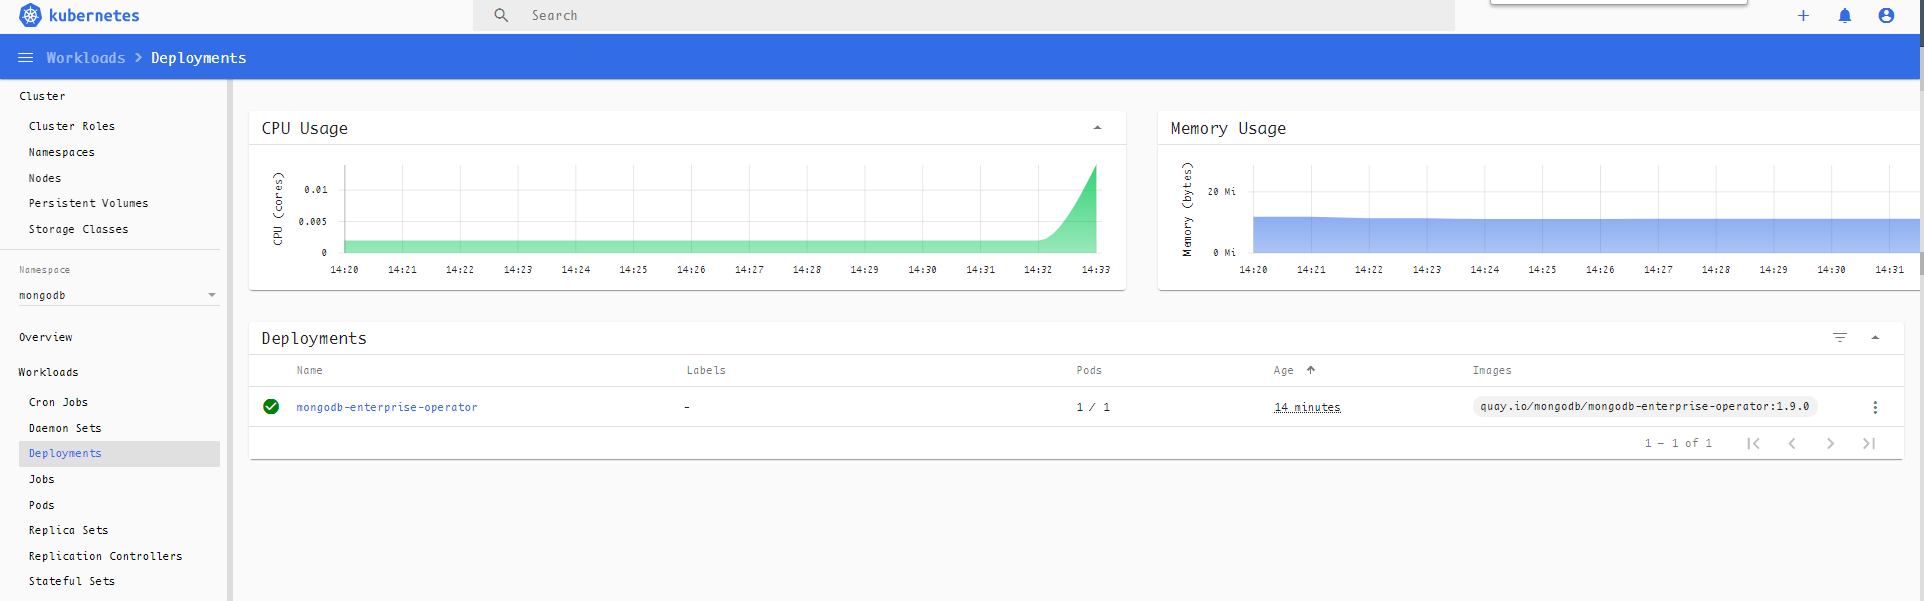 kubernetes
Search
Workloads > Deployments
Cluster
Cluster Roles
Namespaces
Nodes
Persistent Volumes
Storage Classes
Namespace
mongodb
Overview
Workloads
Cron Jobs
Daemon Sets
Deployments
Jobs
Pods
Replica Sets
Replication Controllers
Stateful Sets
CPU Usage
CPU (cores)
0.01
0.005
0
14:20 14:21 14:22 14:23 14:24 14:25 14:26 14:27 14:28 14:29 14:30 14:31 14:32 14:33
Memory Usage
Memory (bytes)
20 Mi
0 Mi
14:20 14:21 14:22 14:23 14:24 14:25 14:26 14:27 14:28 14:29 14:30 14:31
Deployments
Name Labels Pods Age Images
mongodb-enterprise-operator - 1 / 1 14 minutes quay.io/mongodb/mongodb-enterprise-operator:1.9.0
1 – 1 of 1